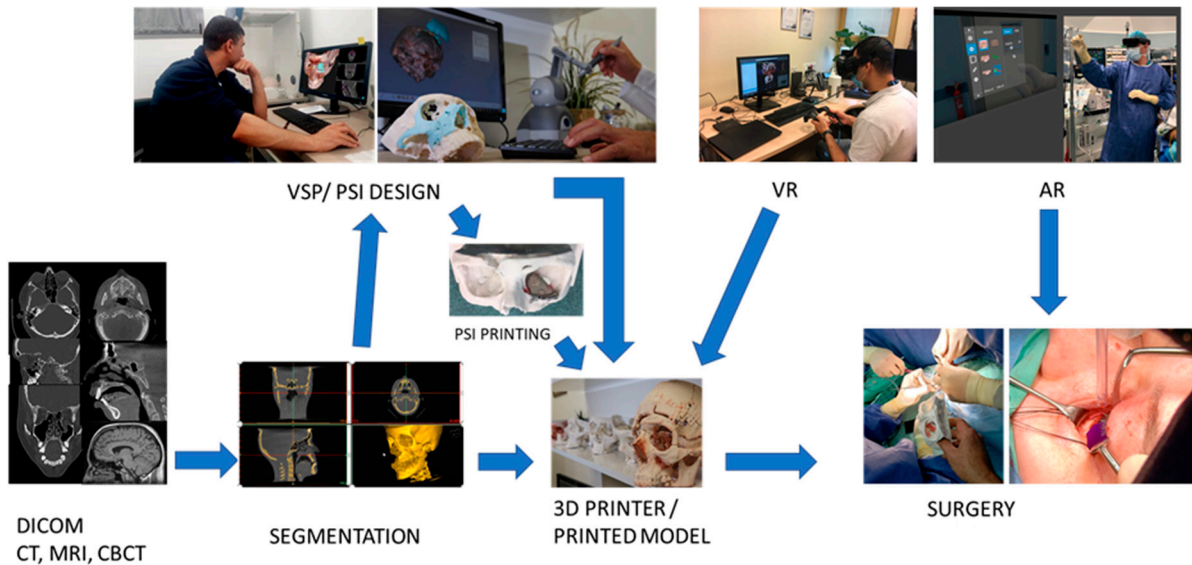 VSP/ PSI DESIGN
VR
AR
PSI PRINTING
DICOM
CT, MRI, CBCT
SEGMENTATION
3D PRINTER /
PRINTED MODEL
SURGERY